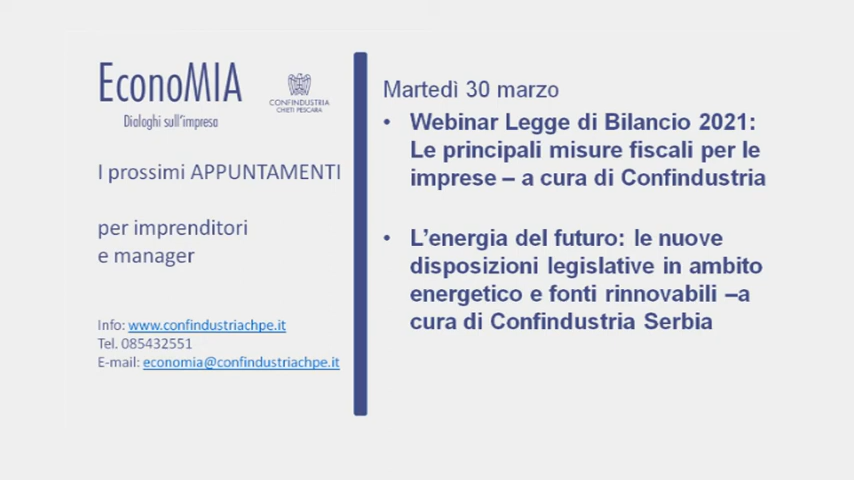 EconoMIA
Dialoghi sull'impresa
CONFINDUSTRIA
CHIETI PESCARA
I prossimi APPUNTAMENTI
per imprenditori
e manager
Info: www.confindustriachpe.it
Tel. 085432551
E-mail: economia@confindustriachpe.it
Martedì 30 marzo
• Webinar Legge di Bilancio 2021:
Le principali misure fiscali per le
imprese – a cura di Confindustria
• L'energia del futuro: le nuove
disposizioni legislative in ambito
energetico e fonti rinnovabili –a
cura di Confindustria Serbia